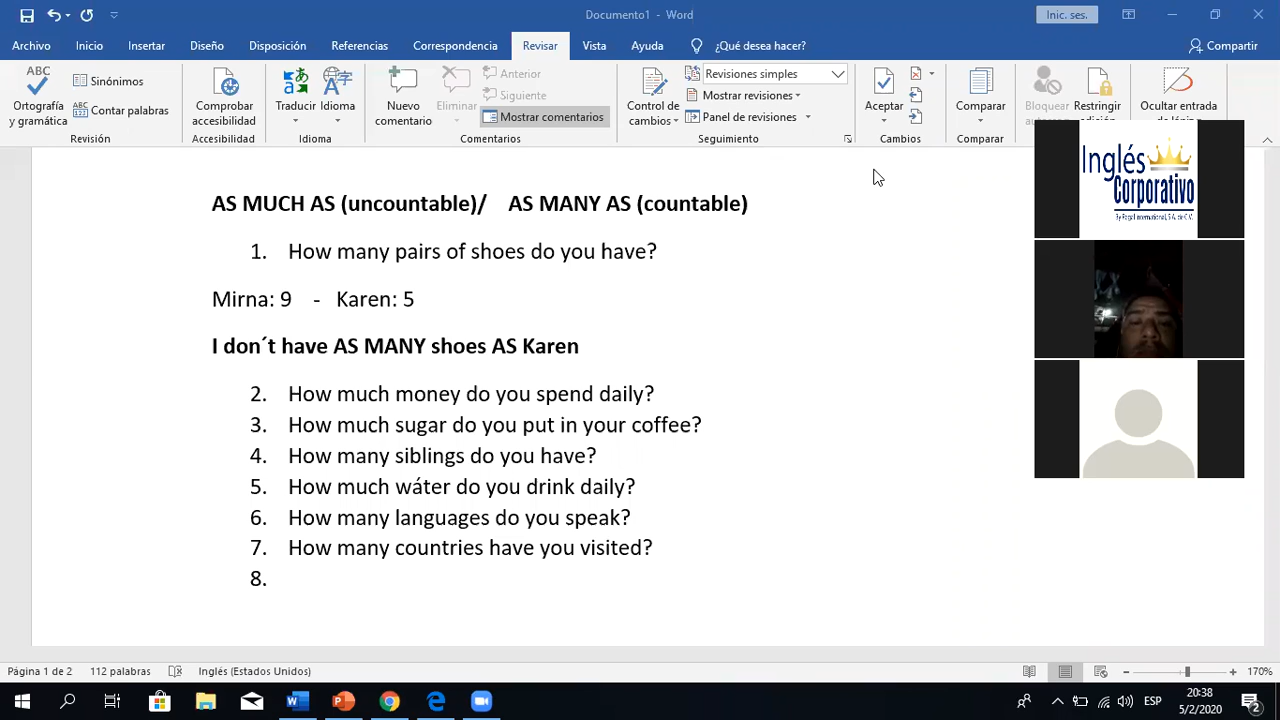 Documento1 - Word
Inic. ses.
Archivo Inicio Insertar Diseño Disposición Referencias Correspondencia Revisar Vista Ayuda ¿Qué desea hacer? Compartir
ABC
Ortografía y gramática
Sinónimos
Contar palabras
Revisión
Comprobar accesibilidad
Accesibilidad
Traducir
Idioma
Idioma
Nuevo comentario
Eliminar
Anterior
Siguiente
Mostrar comentarios
Comentarios
Control de cambios
Revisiones simples
Mostrar revisiones
Panel de revisiones
Seguimiento
Aceptar
Cambios
Comparar
Comparar
Bloquear
Restringir
Ocultar entrada
Inglés
Corporativo
AS MUCH AS (uncountable)/ AS MANY AS (countable)
1. How many pairs of shoes do you have?
Mirna: 9 - Karen: 5
I don´t have AS MANY shoes AS Karen
2. How much money do you spend daily?
3. How much sugar do you put in your coffee?
4. How many siblings do you have?
5. How much wáter do you drink daily?
6. How many languages do you speak?
7. How many countries have you visited?
8.
Página 1 de 2 112 palabras Inglés (Estados Unidos) 170%
ESP
20:38
5/2/2020
2